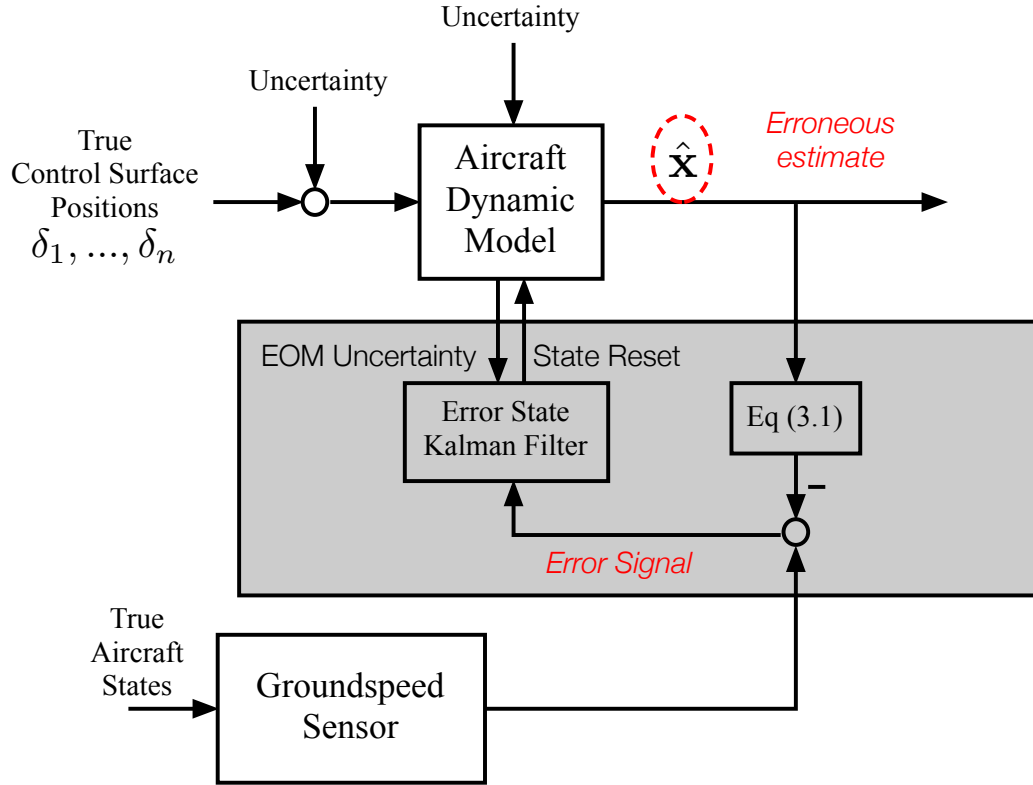 Uncertainty
Uncertainty
True
Control Surface
Positions
δ₁, ..., δₙ
Aircraft
Dynamic
Model
x̂
Erroneous
estimate
EOM Uncertainty
State Reset
Error State
Kalman Filter
Eq (3.1)
−
Error Signal
True
Aircraft
States
Groundspeed
Sensor